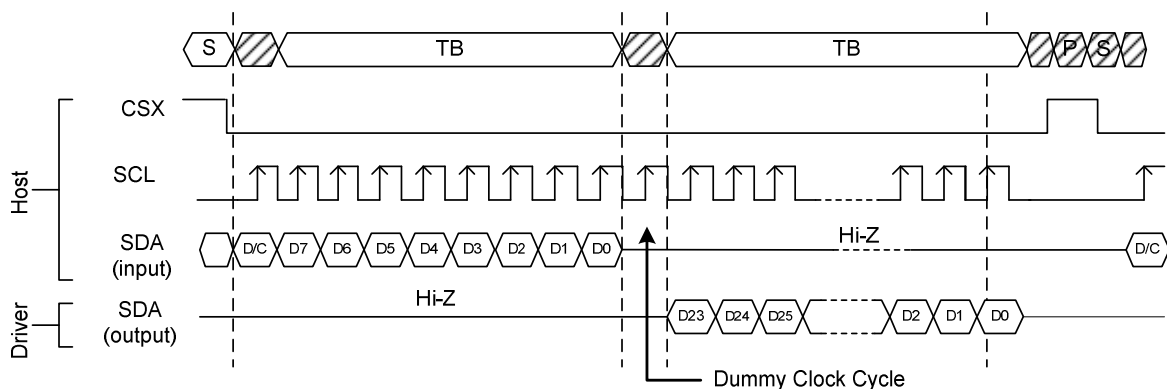 S TB TB P S
CSX
SCL
Host
SDA
(input)
D/C D7 D6 D5 D4 D3 D2 D1 D0 Hi-Z D/C
Driver
SDA
(output)
Hi-Z D23 D24 D25 D2 D1 D0
Dummy Clock Cycle